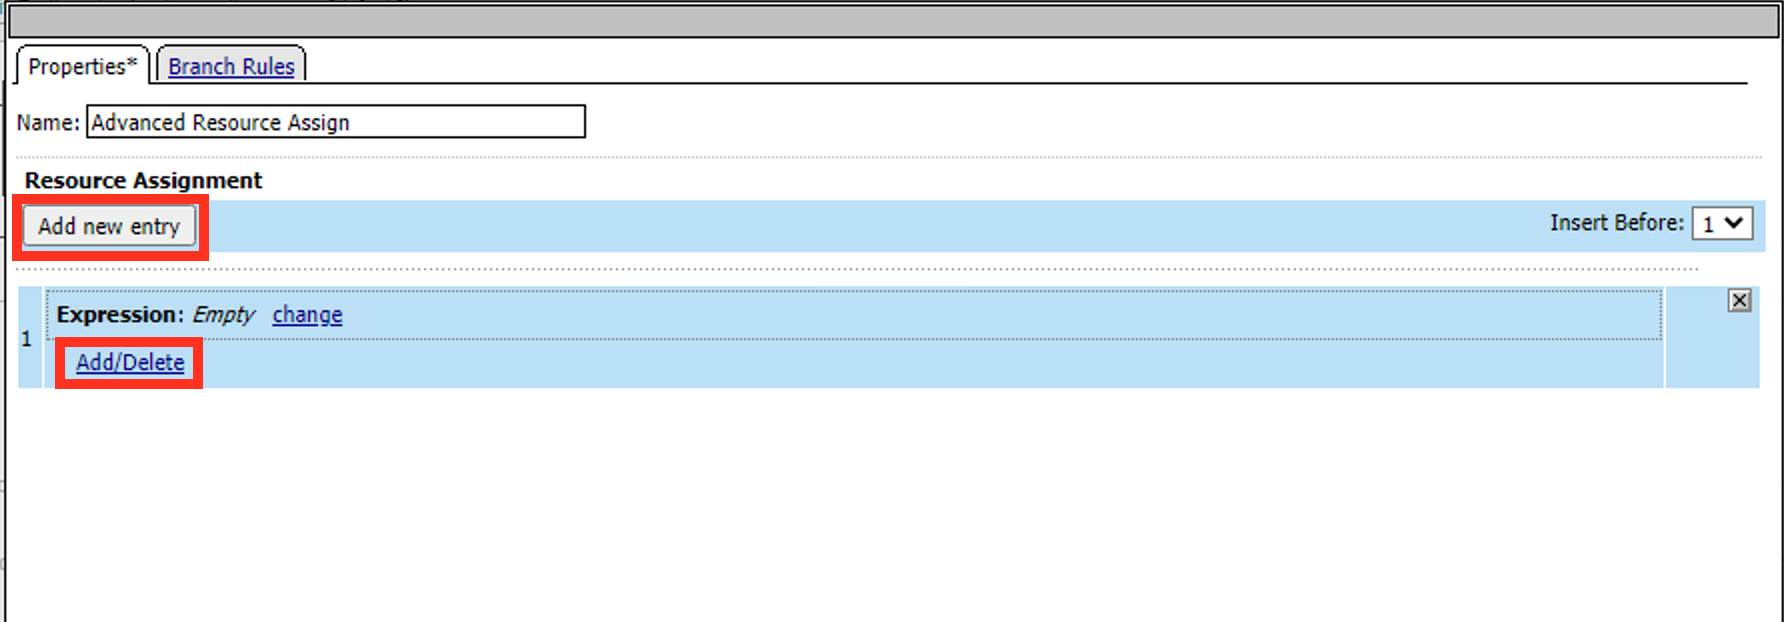 Properties* Branch Rules
Name: Advanced Resource Assign
Resource Assignment
Add new entry Insert Before: 1
1 Expression: Empty change
Add/Delete